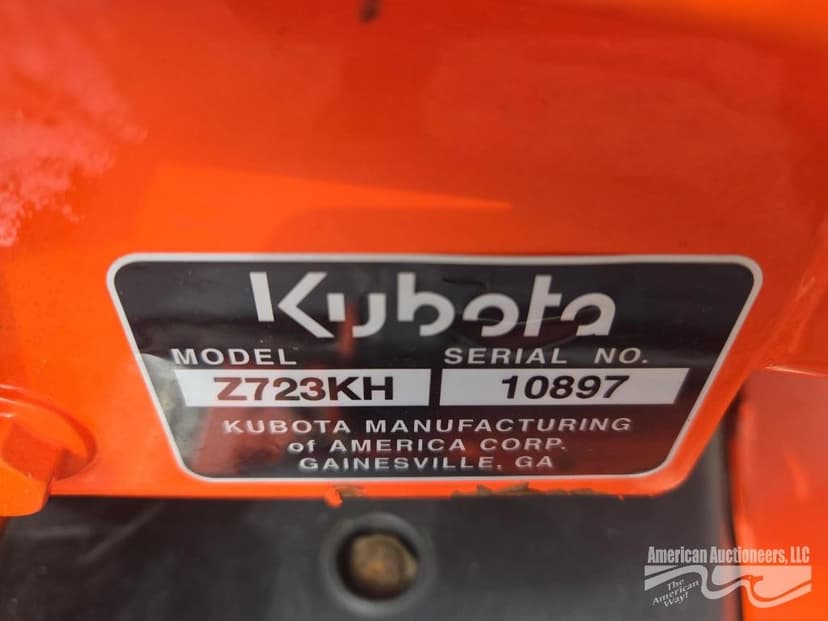 Kubota
MODEL SERIAL NO.
Z723KH 10897
KUBOTA MANUFACTURING
of AMERICA CORP.
GAINESVILLE, GA
American Auctioneers, LLC
The
American
Way!